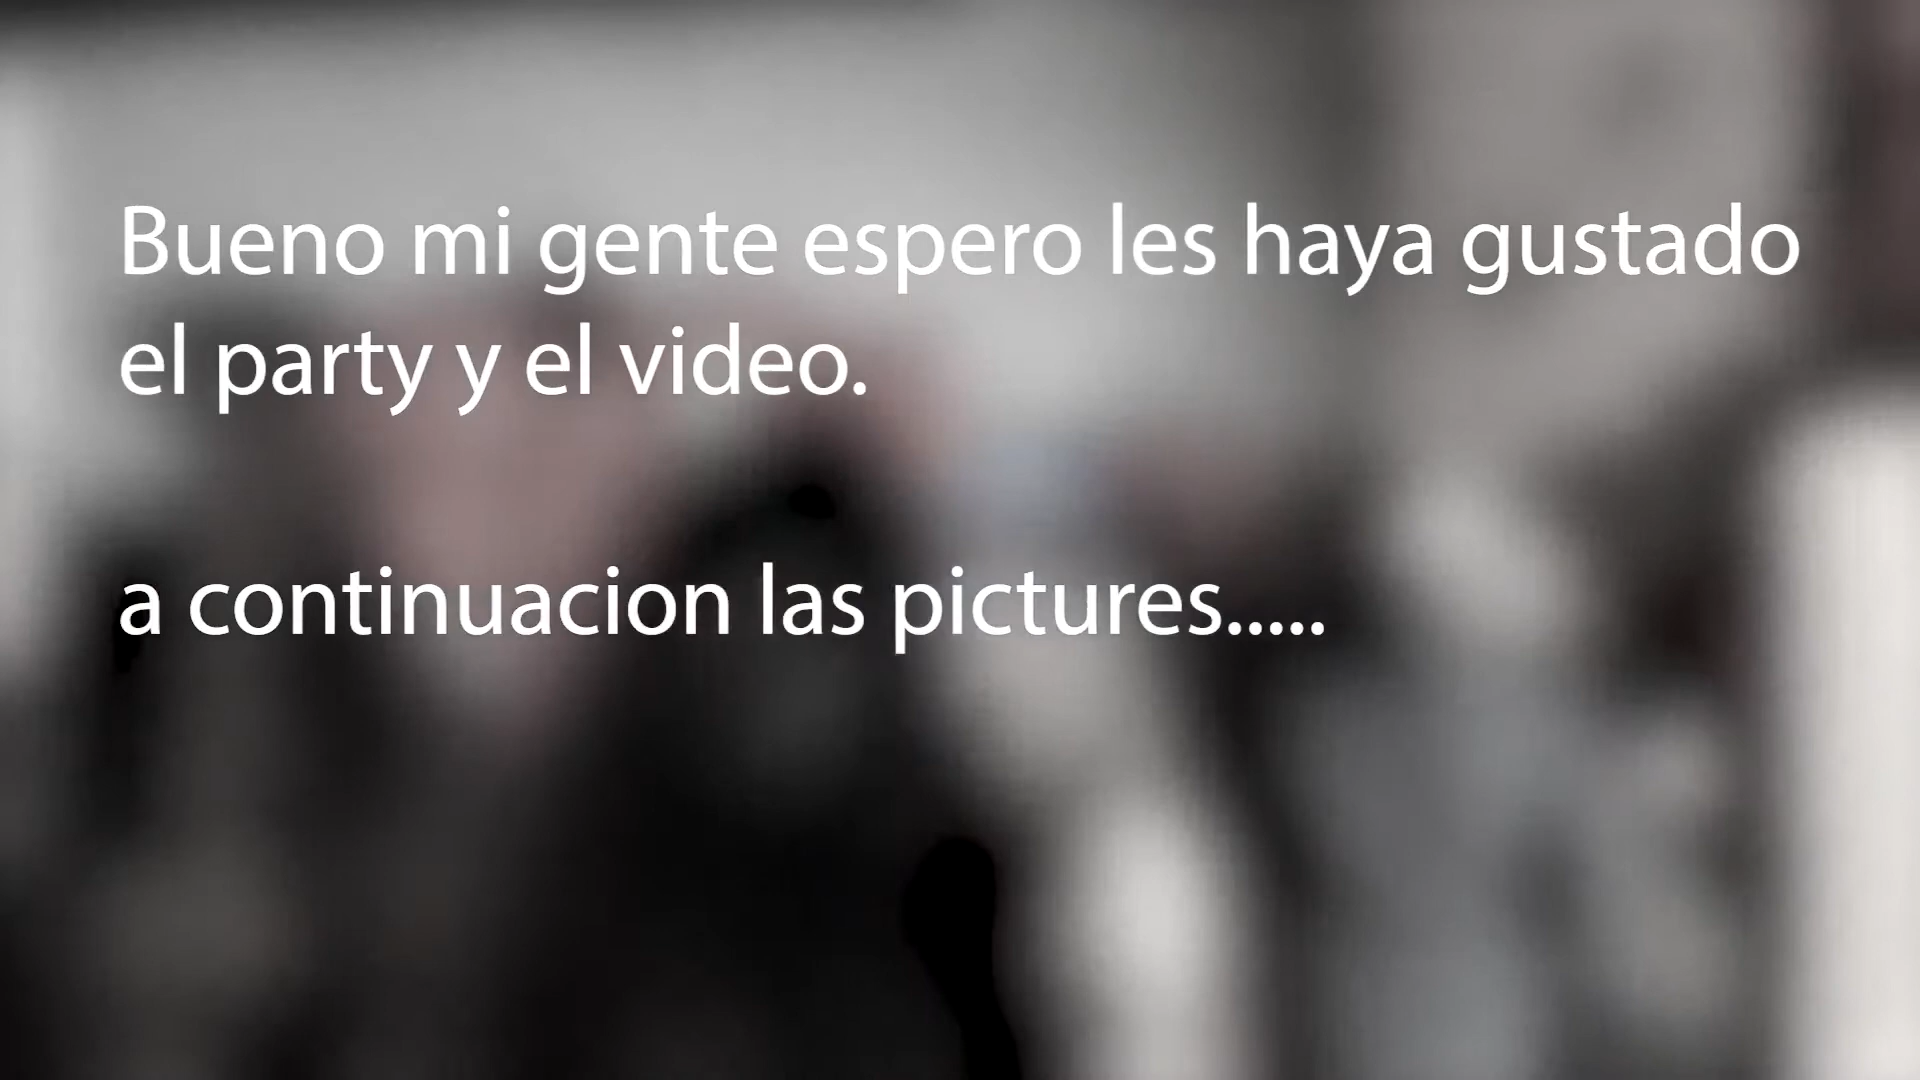 Bueno mi gente espero les haya gustado
el party y el video.
a continuacion las pictures.....